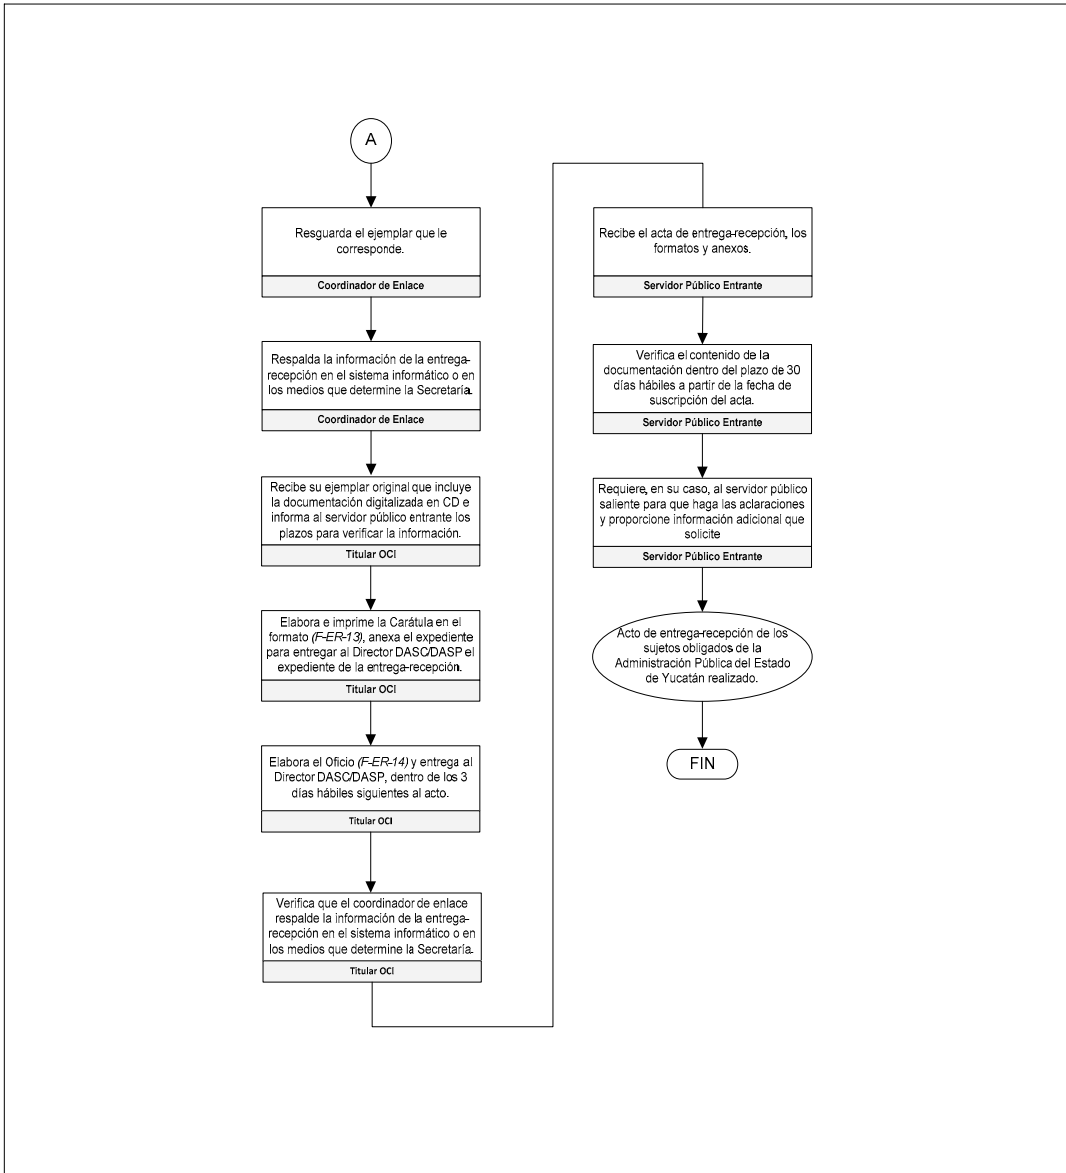 A
Resguarda el ejemplar que le
corresponde.
Coordinador de Enlace
Respalda la información de la entrega-
recepción en el sistema informático o en
los medios que determine la Secretaría.
Coordinador de Enlace
Recibe su ejemplar original que incluye
la documentación digitalizada en CD e
informa al servidor público entrante los
plazos para verificar la información.
Titular OCI
Elabora e imprime la Carátula en el
formato (F-ER-13), anexa el expediente
para entregar al Director DASC/DASP el
expediente de la entrega-recepción.
Titular OCI
Elabora el Oficio (F-ER-14) y entrega al
Director DASC/DASP, dentro de los 3
días hábiles siguientes al acto.
Titular OCI
Verifica que el coordinador de enlace
respalde la información de la entrega-
recepción en el sistema informático o en
los medios que determine la Secretaría.
Titular OCI
Recibe el acta de entrega-recepción, los
formatos y anexos.
Servidor Público Entrante
Verifica el contenido de la
documentación dentro del plazo de 30
días hábiles a partir de la fecha de
suscripción del acta.
Servidor Público Entrante
Requiere, en su caso, al servidor público
saliente para que haga las aclaraciones
y proporcione información adicional que
solicite
Servidor Público Entrante
Acto de entrega-recepción de los
sujetos obligados de la
Administración Pública del Estado
de Yucatán realizado.
FIN